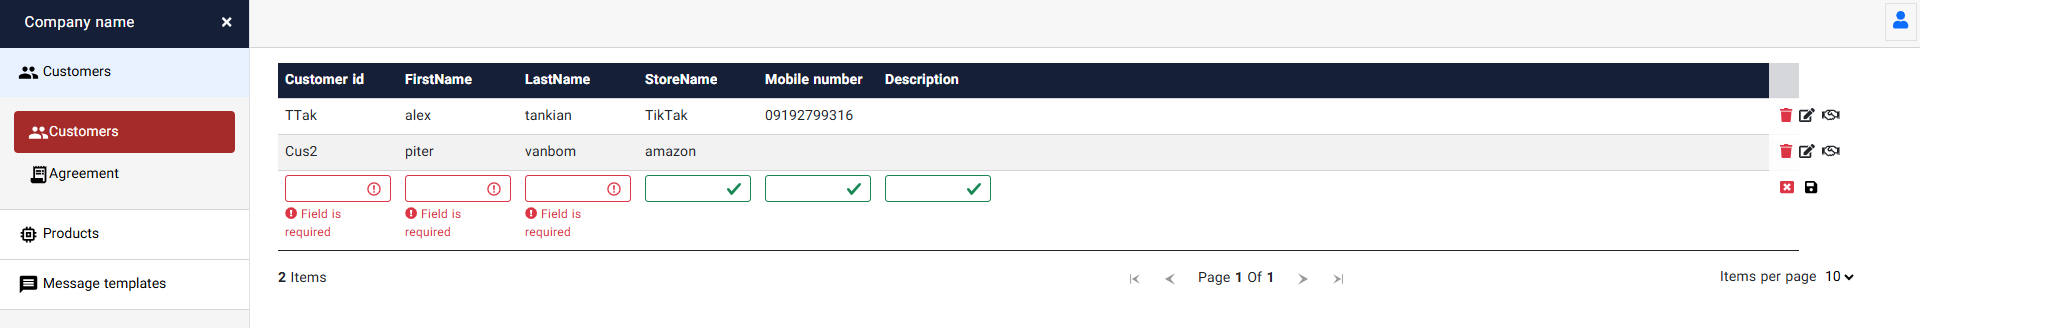 Company name
Customers
Customers
Agreement
Products
Message templates
Customer id FirstName LastName StoreName Mobile number Description
TTak alex tankian TikTak 09192799316
Cus2 piter vanbom amazon
Field is required Field is required Field is required
2 Items Page 1 Of 1 Items per page 10